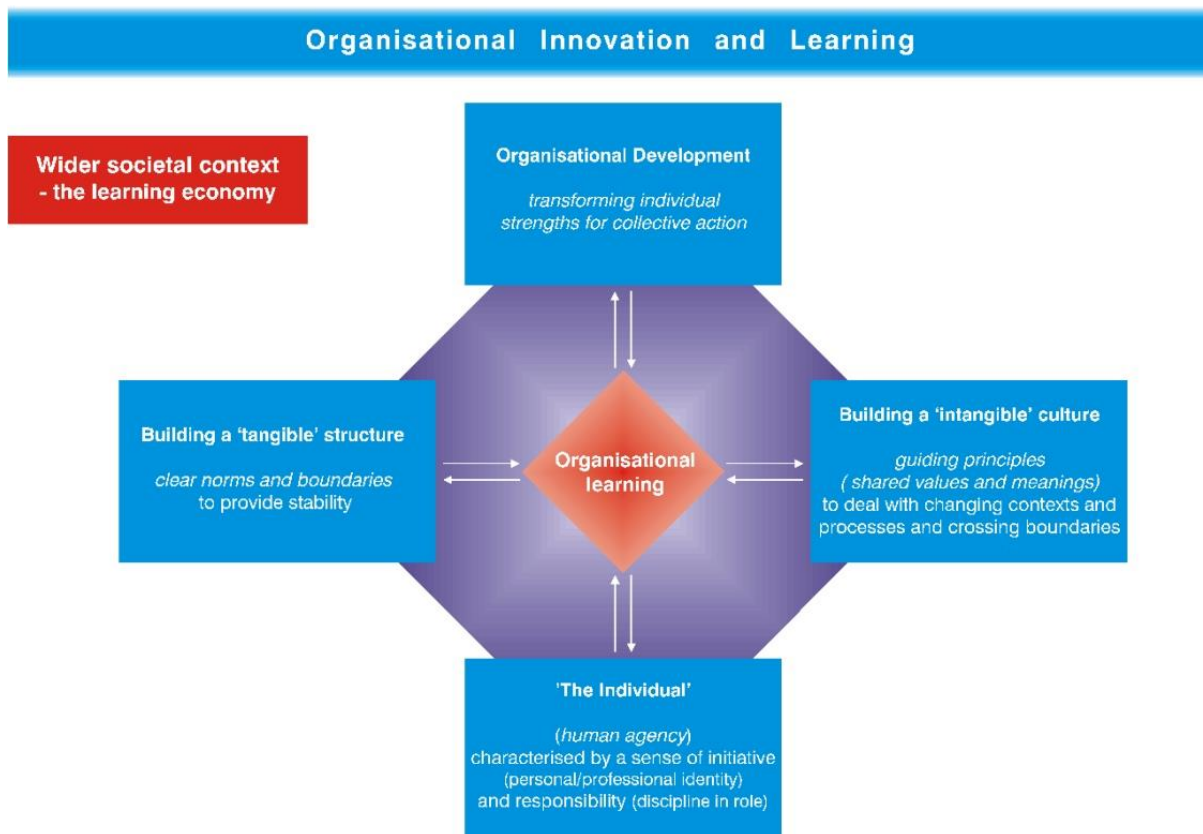 Organisational Innovation and Learning
Wider societal context
- the learning economy
Organisational Development
transforming individual
strengths for collective action
Building a ‘tangible’ structure
clear norms and boundaries
to provide stability
Organisational
learning
Building a ‘intangible’ culture
guiding principles
( shared values and meanings)
to deal with changing contexts and
processes and crossing boundaries
'The Individual’
(human agency)
characterised by a sense of initiative
(personal/professional identity)
and responsibility (discipline in role)